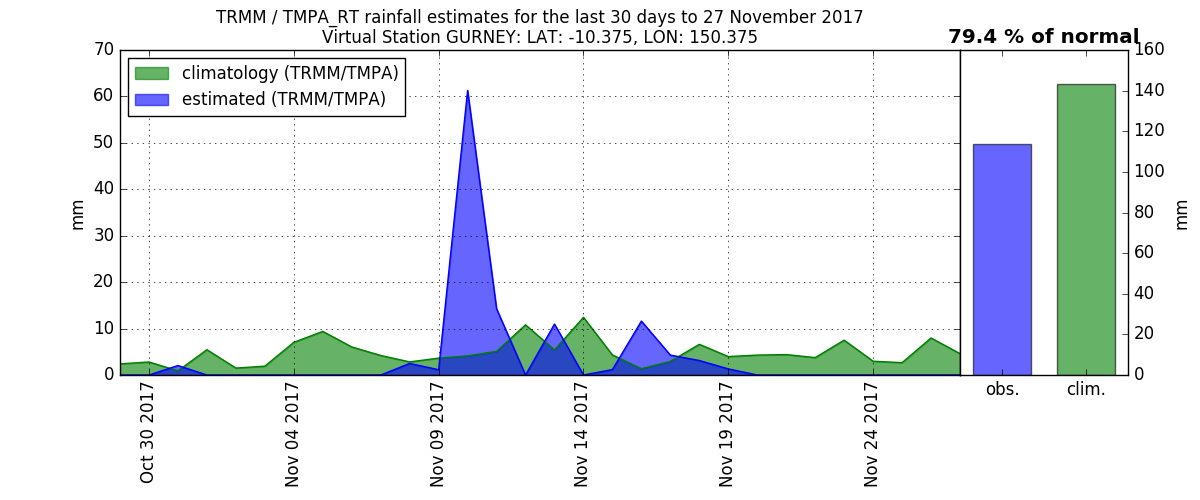 TRMM / TMPA_RT rainfall estimates for the last 30 days to 27 November 2017
Virtual Station GURNEY: LAT: -10.375, LON: 150.375
79.4 % of normal
climatology (TRMM/TMPA)
estimated (TRMM/TMPA)
70
60
50
40
30
20
10
0
mm
Oct 30 2017
Nov 04 2017
Nov 09 2017
Nov 14 2017
Nov 19 2017
Nov 24 2017
obs.
clim.
160
140
120
100
80
60
40
20
0
mm